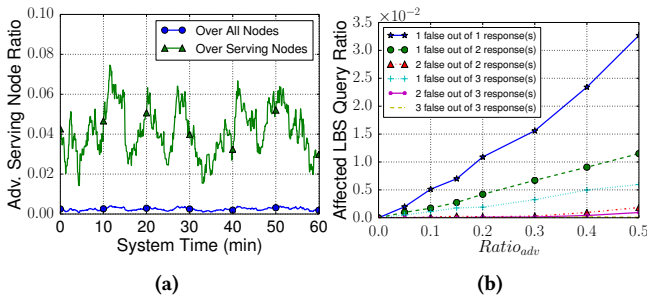 Adv. Serving Node Ratio
0.10
0.08
0.06
0.04
0.02
0.00
0 10 20 30 40 50 60
System Time (min)
Over All Nodes
Over Serving Nodes
(a)
Affected LBS Query Ratio
×10⁻²
3.5
3.0
2.5
2.0
1.5
1.0
0.5
0.0
0.0 0.1 0.2 0.3 0.4 0.5
Ratio_adv
1 false out of 1 response(s)
1 false out of 2 response(s)
2 false out of 2 response(s)
1 false out of 3 response(s)
2 false out of 3 response(s)
3 false out of 3 response(s)
(b)